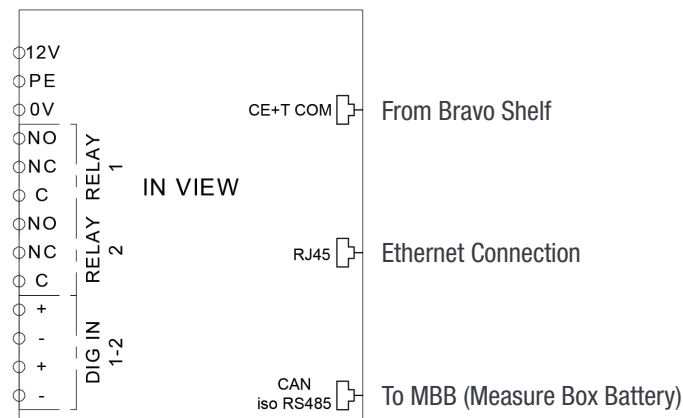 12V
PE
0V
NO
NC
C
RELAY 1
NO
NC
C
RELAY 2
+
-
+
-
DIG IN
1-2
IN VIEW
CE+T COM
From Bravo Shelf
RJ45
Ethernet Connection
CAN
iso RS485
To MBB (Measure Box Battery)